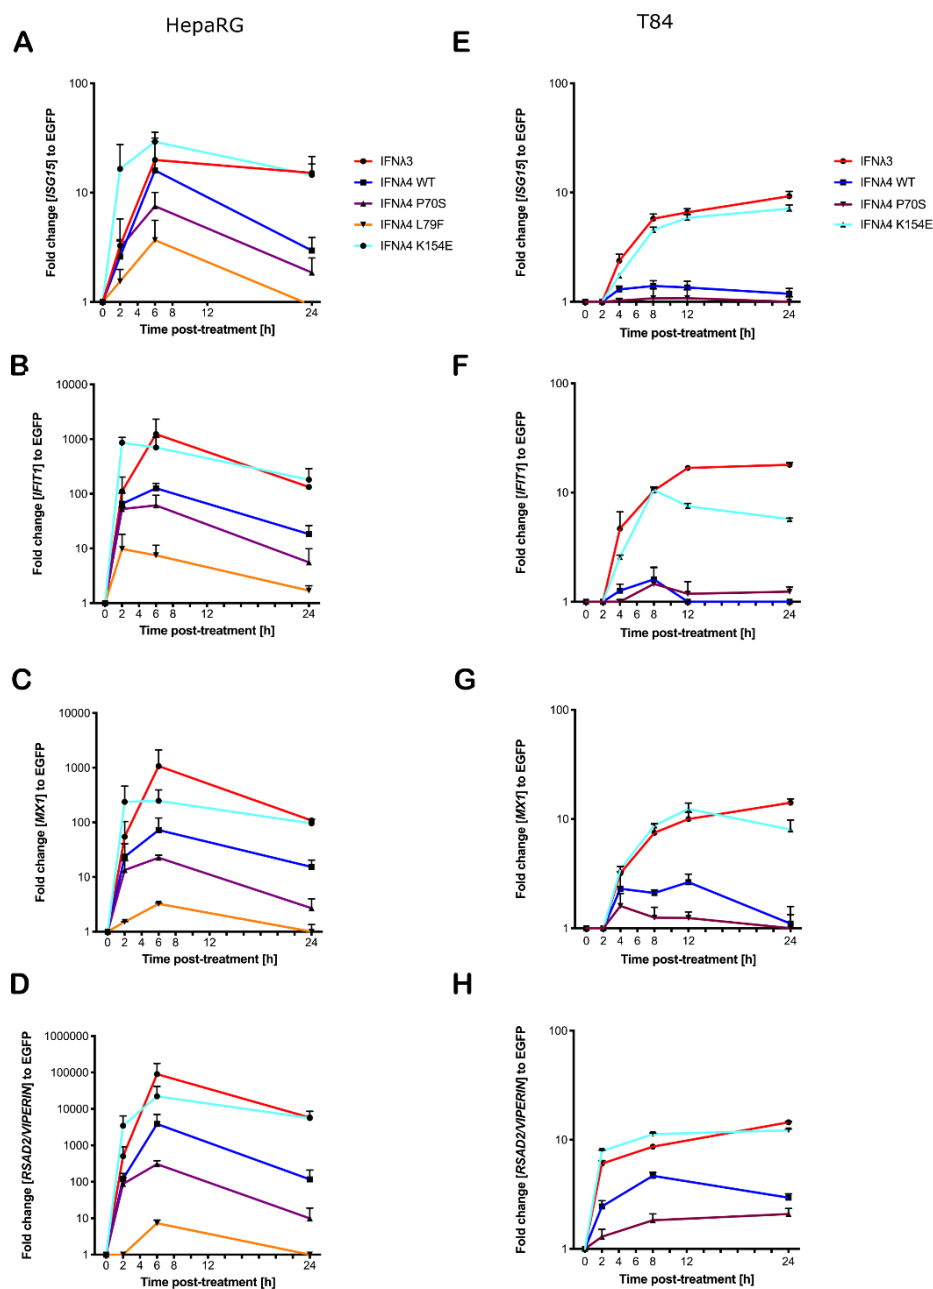 HepaRG
T84
A
Fold change [ISG15] to EGFP
100
10
1
0 2 4 6 8 12 24
Time post-treatment [h]
IFNλ3
IFNλ4 WT
IFNλ4 P70S
IFNλ4 L79F
IFNλ4 K154E
E
Fold change [ISG15] to EGFP
100
10
1
0 2 4 6 8 12 24
Time post-treatment [h]
IFNλ3
IFNλ4 WT
IFNλ4 P70S
IFNλ4 K154E
B
Fold change [IFIT1] to EGFP
10000
1000
100
10
1
0 2 4 6 8 12 24
Time post-treatment [h]
F
Fold change [IFIT1] to EGFP
100
10
1
0 2 4 6 8 12 24
Time post-treatment [h]
C
Fold change [MX1] to EGFP
10000
1000
100
10
1
0 2 4 6 8 12 24
Time post-treatment [h]
G
Fold change [MX1] to EGFP
100
10
1
0 2 4 6 8 12 24
Time post-treatment [h]
D
Fold change [RSAD2/VIPERIN] to EGFP
1000000
100000
10000
1000
100
10
1
0 2 4 6 8 12 24
Time post-treatment [h]
H
Fold change [RSAD2/VIPERIN] to EGFP
100
10
1
0 2 4 6 8 12 24
Time post-treatment [h]